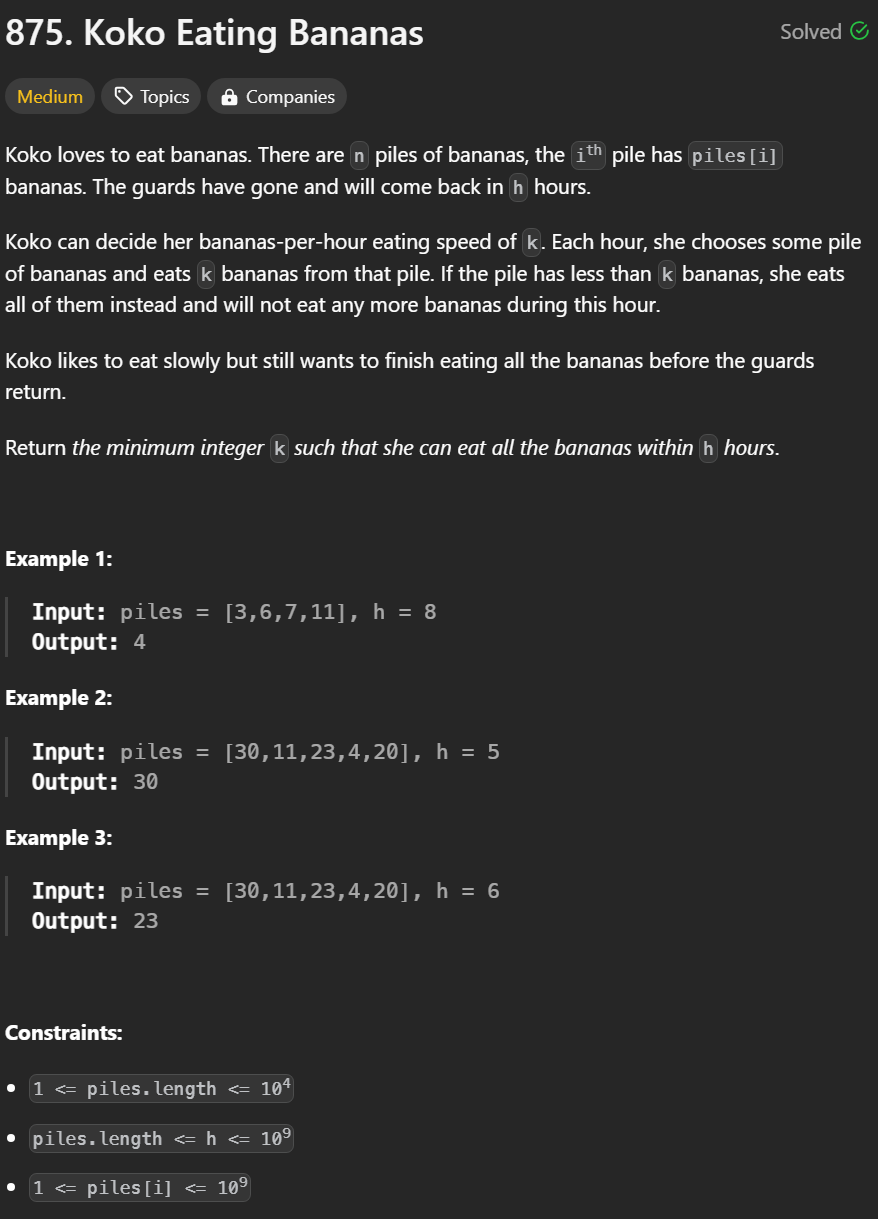 875. Koko Eating Bananas
Solved
Medium
Topics
Companies
Koko loves to eat bananas. There are n piles of bananas, the iᵗʰ pile has piles[i]
bananas. The guards have gone and will come back in h hours.
Koko can decide her bananas-per-hour eating speed of k. Each hour, she chooses some pile
of bananas and eats k bananas from that pile. If the pile has less than k bananas, she eats
all of them instead and will not eat any more bananas during this hour.
Koko likes to eat slowly but still wants to finish eating all the bananas before the guards
return.
Return the minimum integer k such that she can eat all the bananas within h hours.
Example 1:
Input: piles = [3,6,7,11], h = 8
Output: 4
Example 2:
Input: piles = [30,11,23,4,20], h = 5
Output: 30
Example 3:
Input: piles = [30,11,23,4,20], h = 6
Output: 23
Constraints:
• 1 <= piles.length <= 10⁴
• piles.length <= h <= 10⁹
• 1 <= piles[i] <= 10⁹